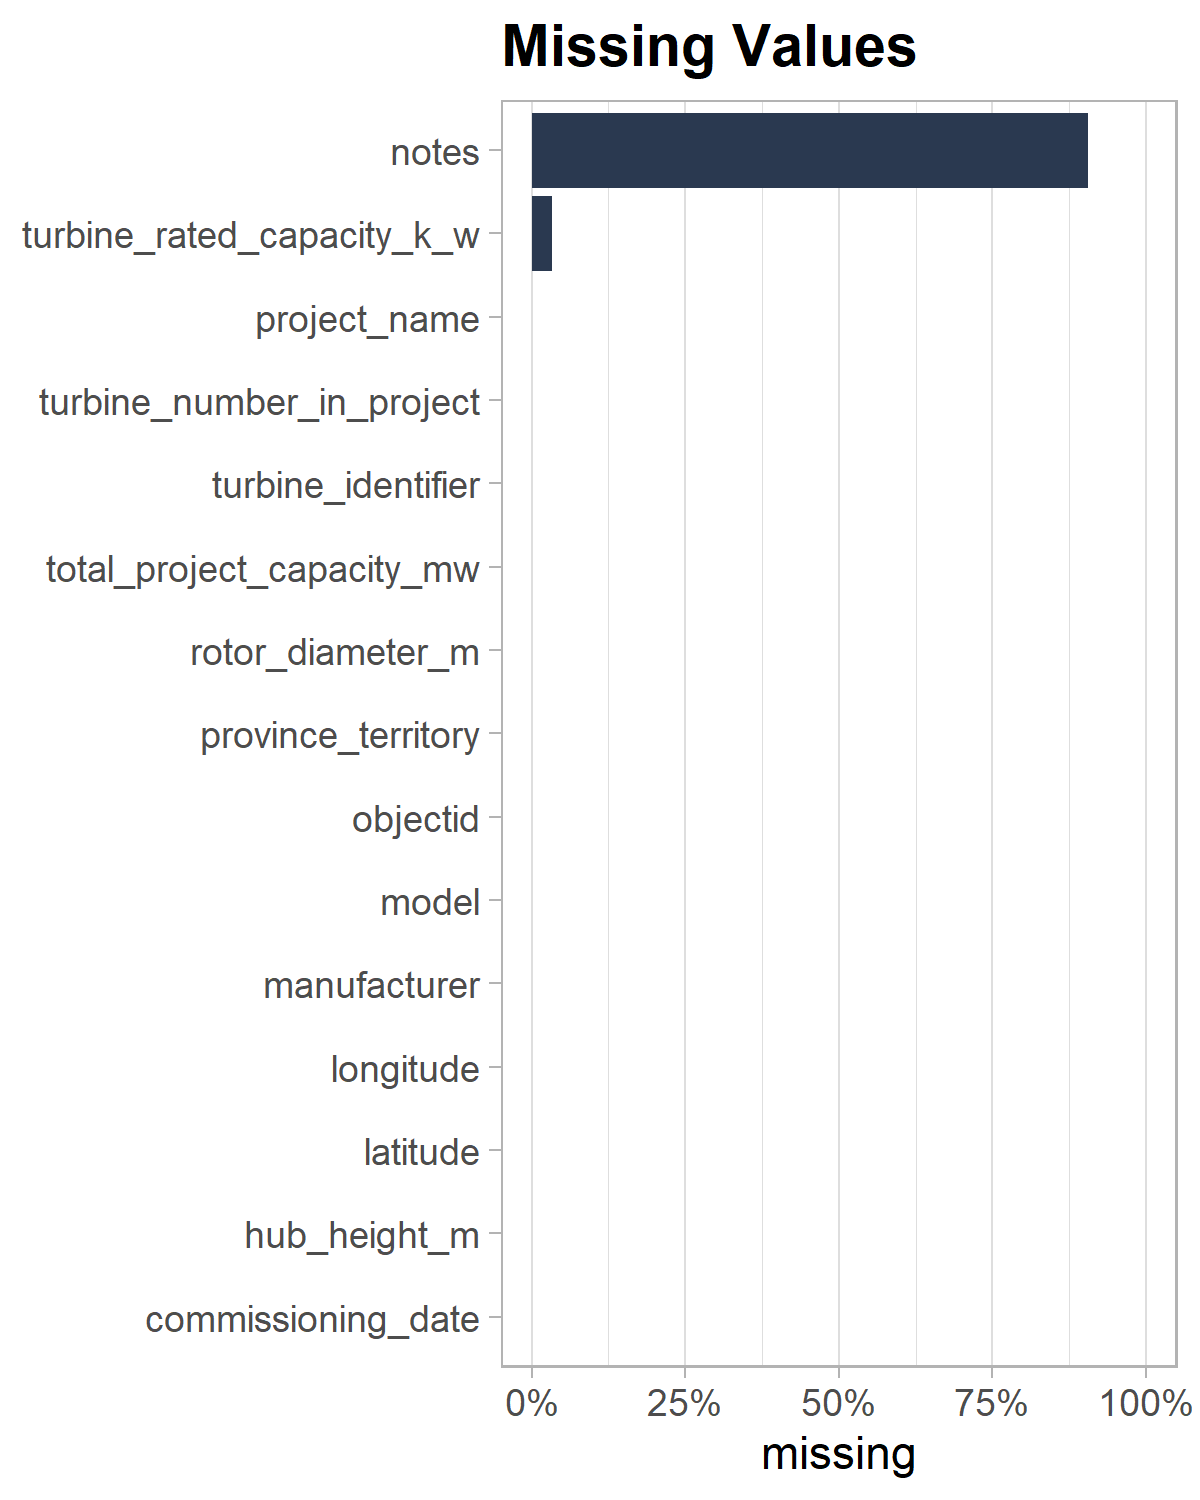 Missing Values
notes
turbine_rated_capacity_k_w
project_name
turbine_number_in_project
turbine_identifier
total_project_capacity_mw
rotor_diameter_m
province_territory
objectid
model
manufacturer
longitude
latitude
hub_height_m
commissioning_date
0% 25% 50% 75% 100%
missing